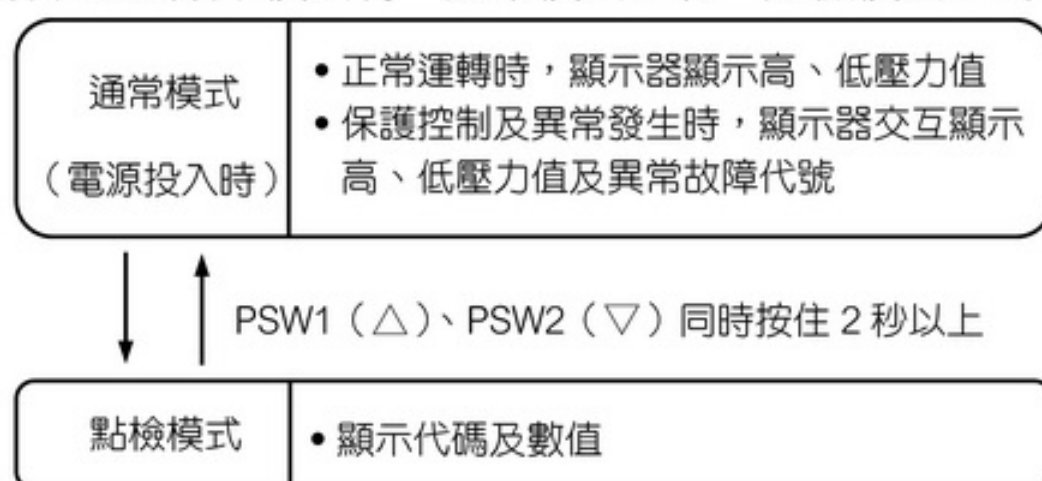 通常模式
（電源投入時）
• 正常運轉時，顯示器顯示高、低壓力值
• 保護控制及異常發生時，顯示器交互顯示
高、低壓力值及異常故障代號
PSW1（△）、PSW2（▽）同時按住 2 秒以上
點檢模式
• 顯示代碼及數值